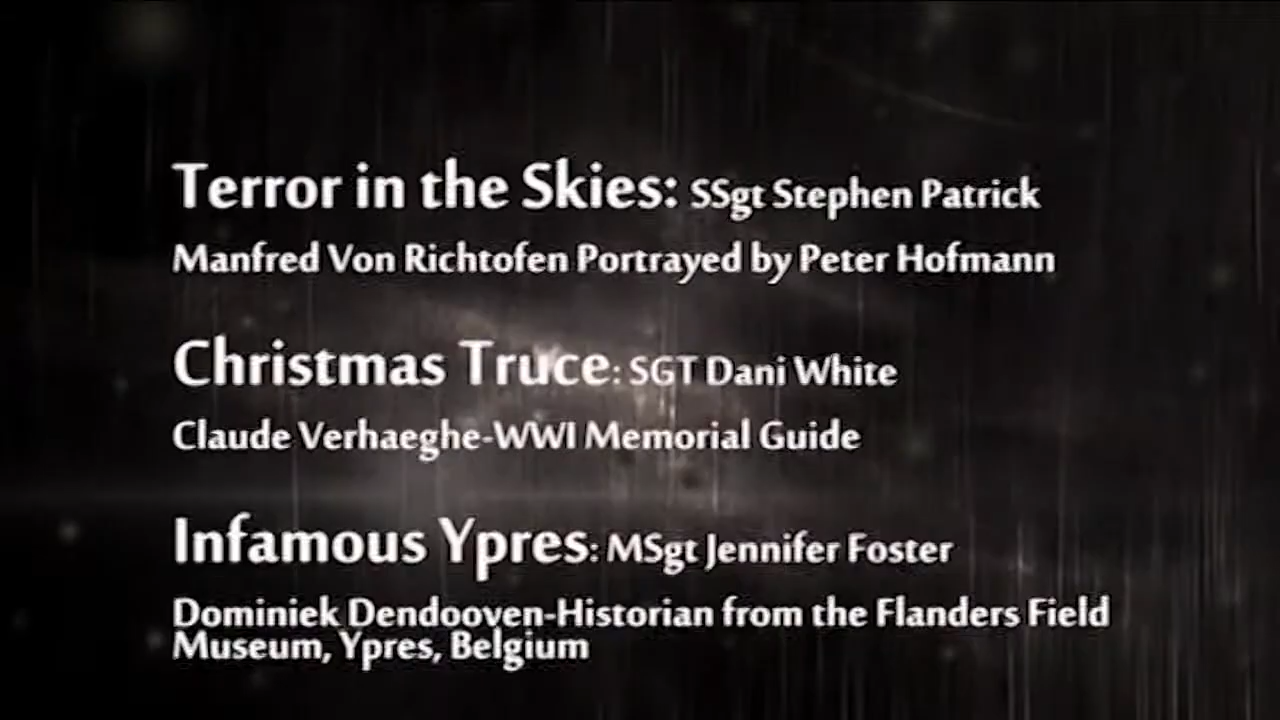 Terror in the Skies: SSgt Stephen Patrick
Manfred Von Richtofen Portrayed by Peter Hofmann
Christmas Truce: SGT Dani White
Claude Verhaeghe-WWI Memorial Guide
Infamous Ypres: MSgt Jennifer Foster
Dominiek Dendooven-Historian from the Flanders Field
Museum, Ypres, Belgium